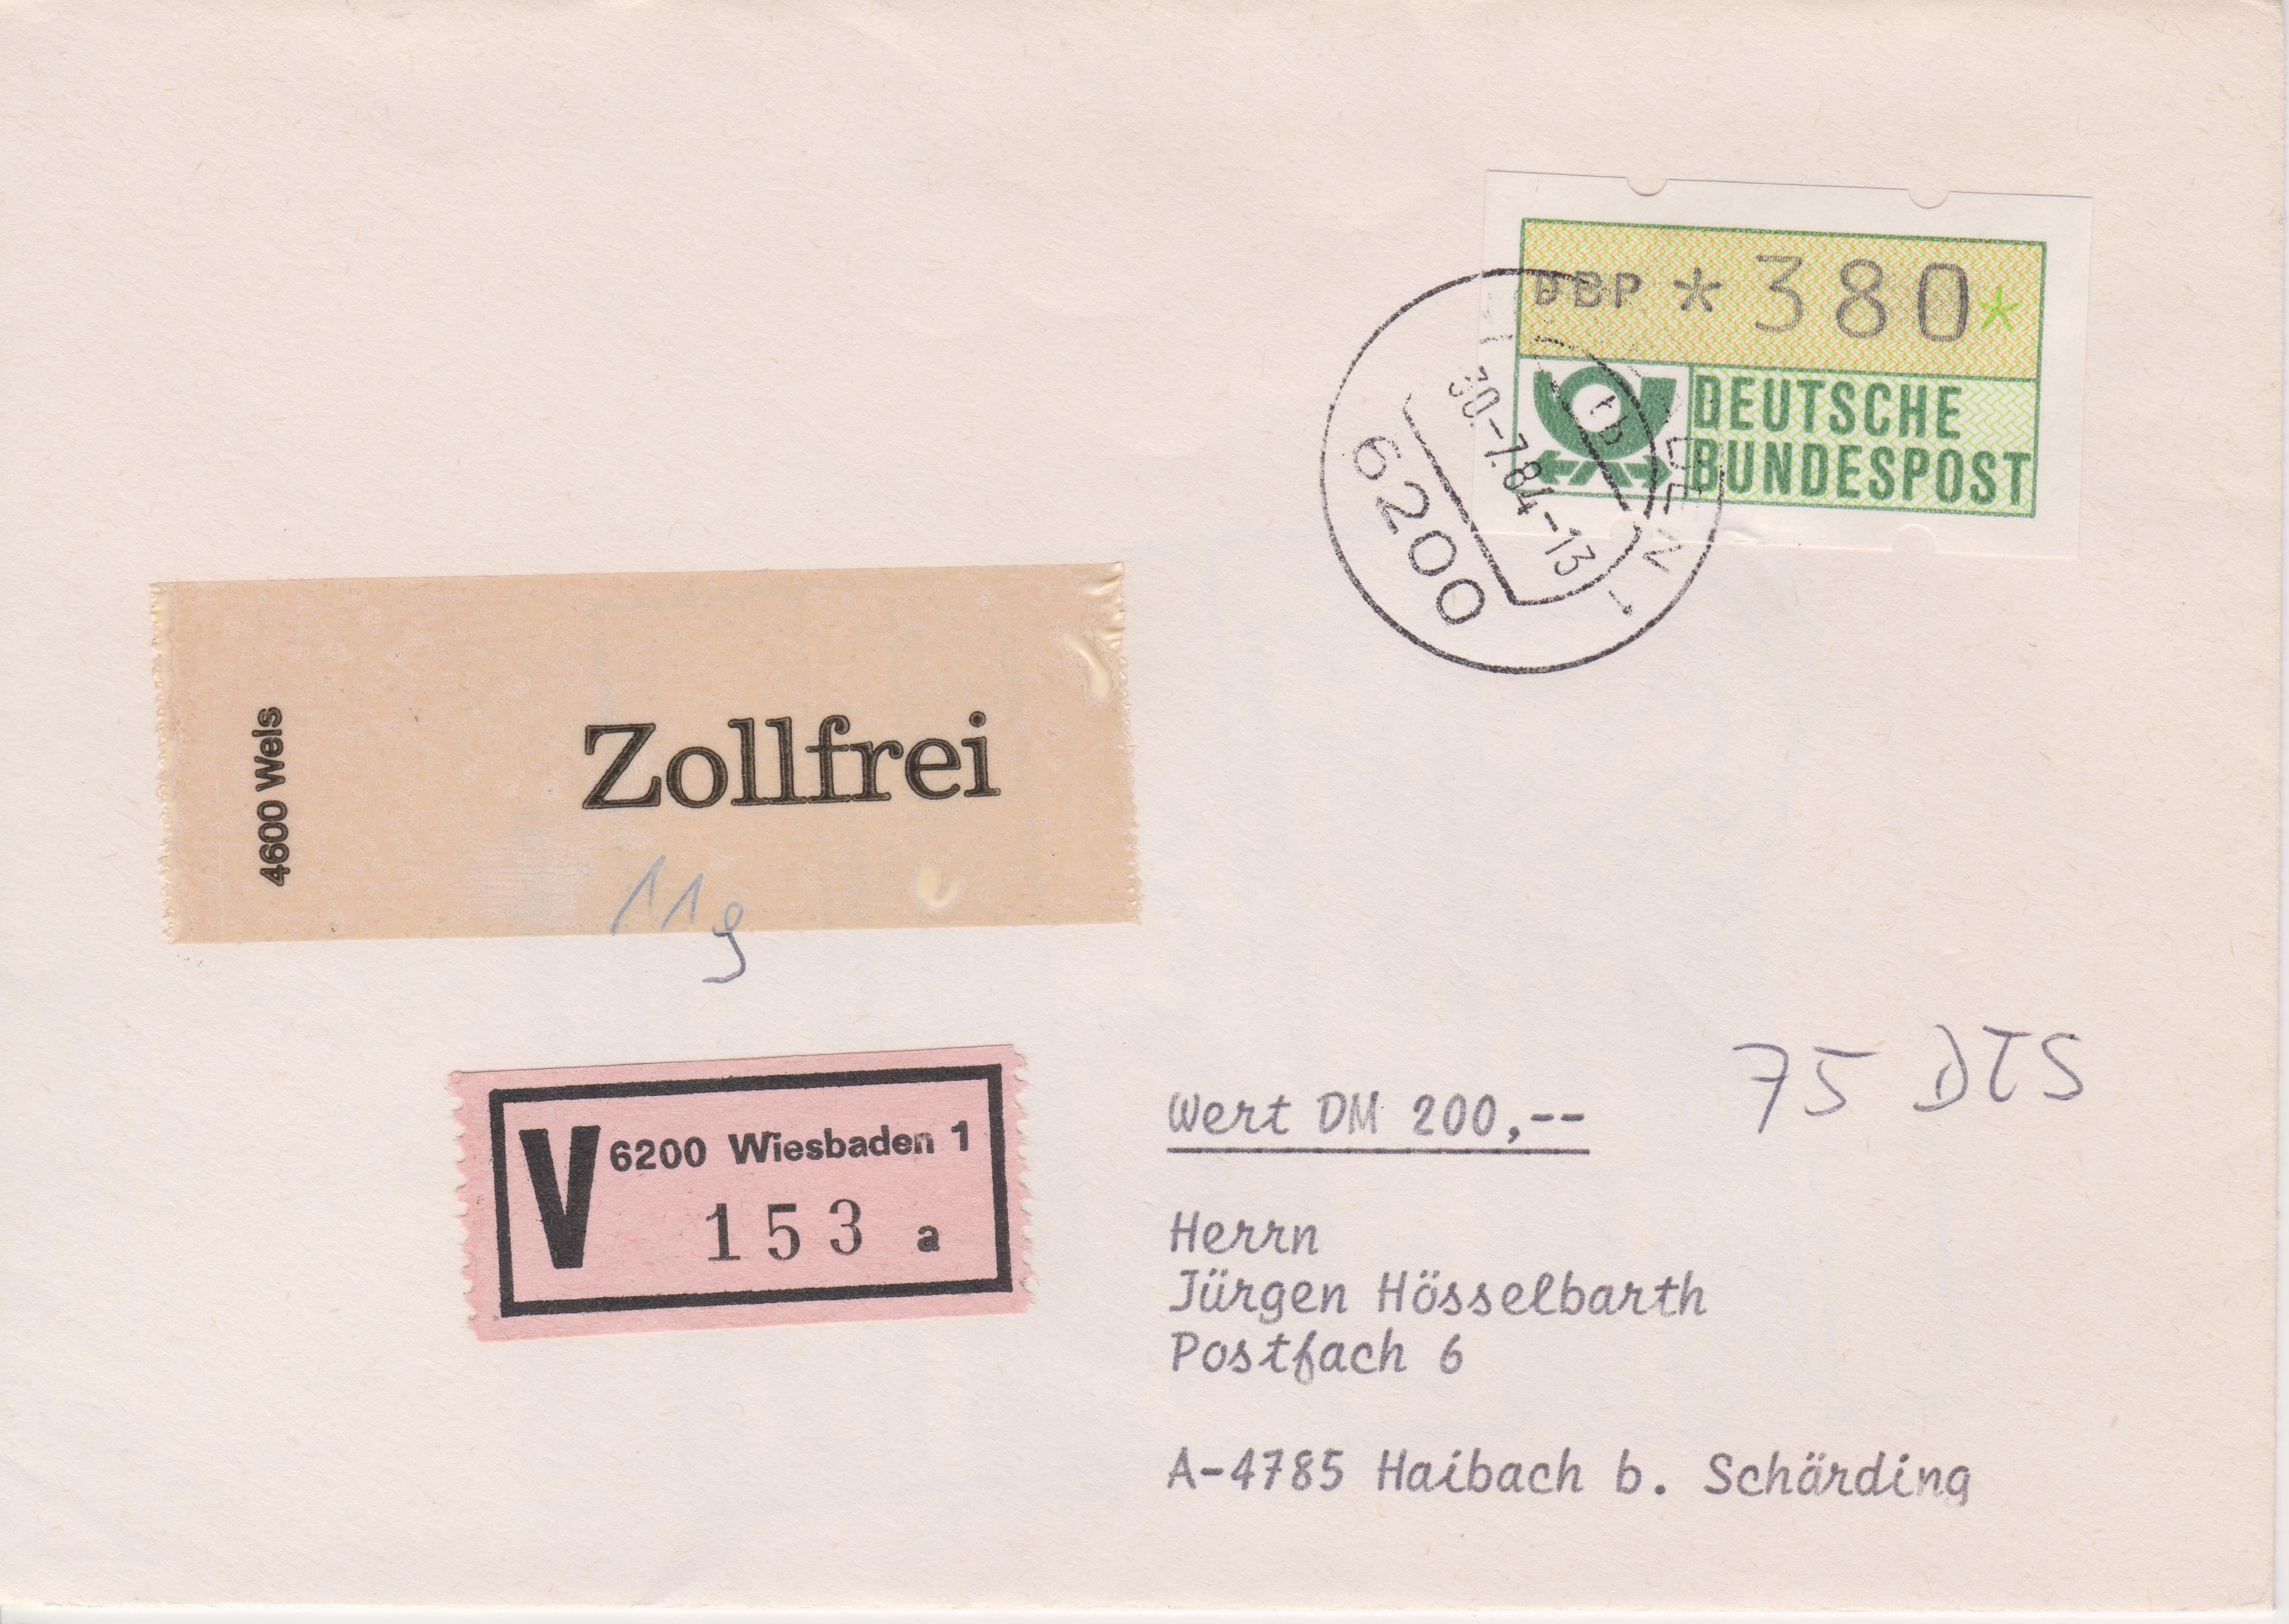 DBP * 380 *
DEUTSCHE
BUNDESPOST
6200
30.-7.84-13
1
4600 Wels
Zollfrei
11g
75 DTS
Wert DM 200,--
V 6200 Wiesbaden 1
153 a
Herrn
Jürgen Hösselbarth
Postfach 6
A-4785 Haibach b. Schärding